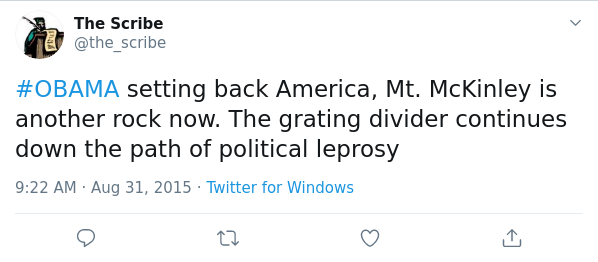 The Scribe
@the_scribe
#OBAMA setting back America, Mt. McKinley is
another rock now. The grating divider continues
down the path of political leprosy
9:22 AM · Aug 31, 2015 · Twitter for Windows